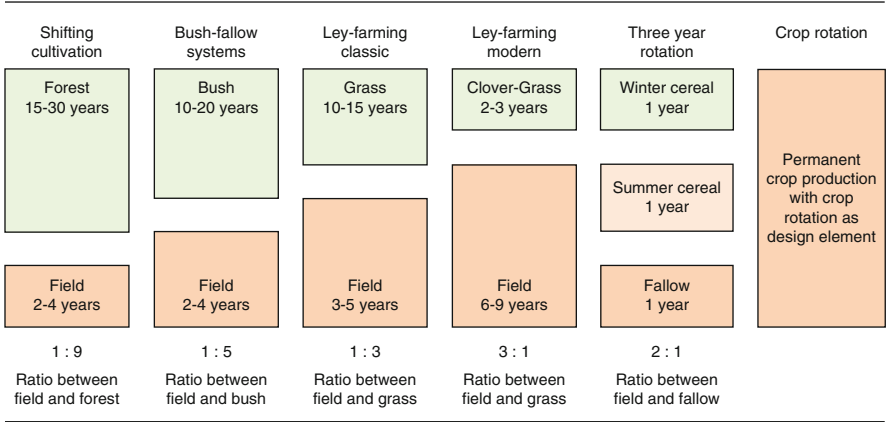 Shifting
cultivation
Forest
15-30 years
Field
2-4 years
1 : 9
Ratio between
field and forest
Bush-fallow
systems
Bush
10-20 years
Field
2-4 years
1 : 5
Ratio between
field and bush
Ley-farming
classic
Grass
10-15 years
Field
3-5 years
1 : 3
Ratio between
field and grass
Ley-farming
modern
Clover-Grass
2-3 years
Field
6-9 years
3 : 1
Ratio between
field and grass
Three year
rotation
Winter cereal
1 year
Summer cereal
1 year
Fallow
1 year
2 : 1
Ratio between
field and fallow
Crop rotation
Permanent
crop production
with crop
rotation as
design element